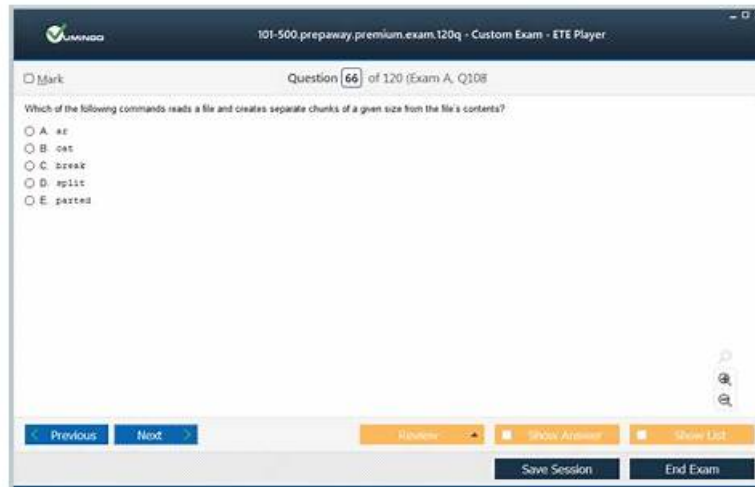 VUMINGO
101-500.prepaway.premium.exam.120q - Custom Exam - ETE Player
Mark
Question 66 of 120 (Exam A, Q108
Which of the following commands reads a file and creates separate chunks of a given size from the file's contents?
A. ar
B. cat
C. break
D. split
E. parted
Previous
Next
Review
Show Answer
Show List
Save Session
End Exam